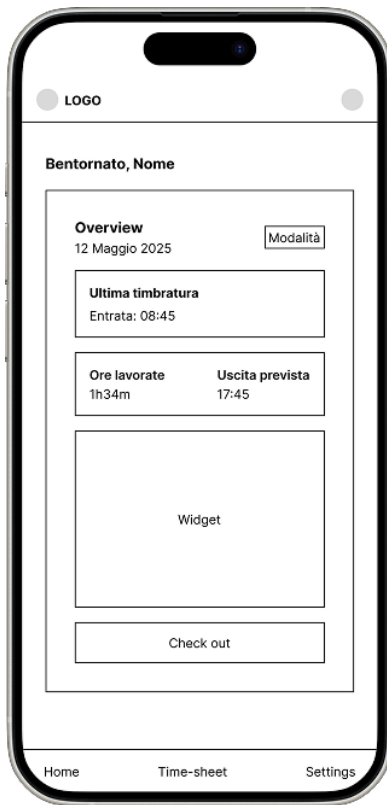 LOGO
Bentornato, Nome
Overview
12 Maggio 2025
Modalità
Ultima timbratura
Entrata: 08:45
Ore lavorate
1h34m
Uscita prevista
17:45
Widget
Check out
Home
Time-sheet
Settings